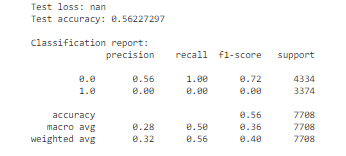 Test loss: nan
Test accuracy: 0.56227297
Classification report:
precision recall f1-score support
0.0 0.56 1.00 0.72 4334
1.0 0.00 0.00 0.00 3374
accuracy 0.56 7708
macro avg 0.28 0.50 0.36 7708
weighted avg 0.32 0.56 0.40 7708